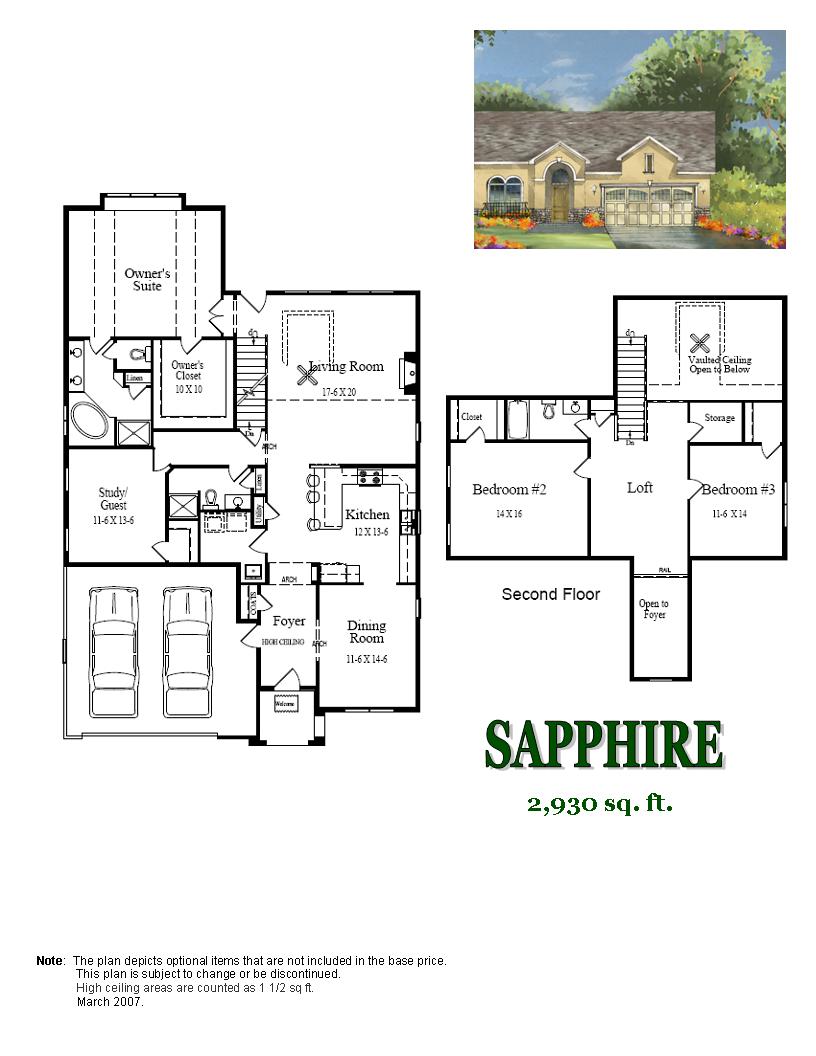 Owner's
Suite
dn
Linen
Owner's
Closet
10 X 10
Living Room
17-6 X 20
Dn
ARCH
Study/
Guest
11-6 X 13-6
Linen
Utility
Kitchen
12 X 13-6
ARCH
COATS
Foyer
HIGH CEILING
ARCH
Dining
Room
11-6 X 14-6
Welcome
dn
Vaulted Ceiling
Open to Below
Closet
Storage
Dn
Bedroom #2
14 X 16
Loft
Bedroom #3
11-6 X 14
RAIL
Second Floor
Open to
Foyer
SAPPHIRE
2,930 sq. ft.
Note: The plan depicts optional items that are not included in the base price.
This plan is subject to change or be discontinued.
High ceiling areas are counted as 1 1/2 sq ft.
March 2007.